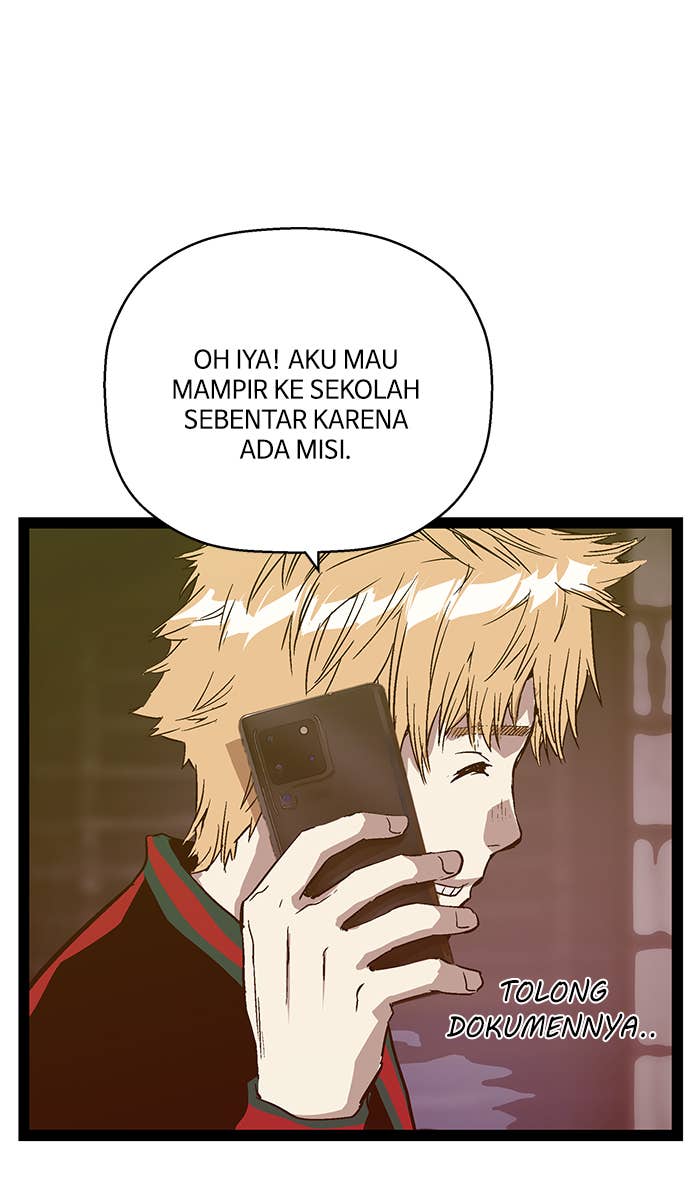 OH IYA! AKU MAU
MAMPIR KE SEKOLAH
SEBENTAR KARENA
ADA MISI.
TOLONG
DOKUMENNYA..